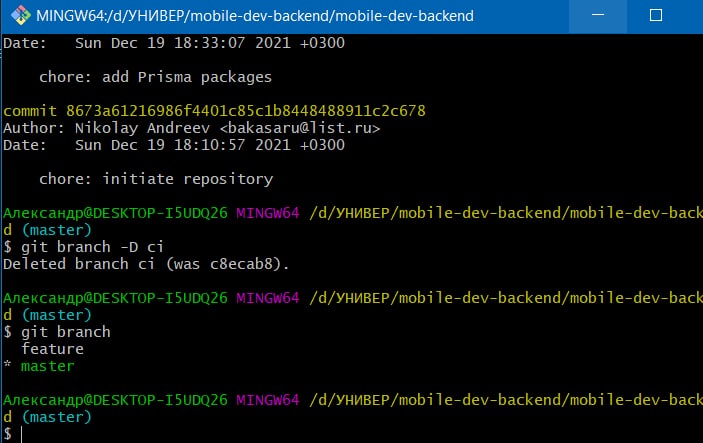 MINGW64:/d/УНИВЕР/mobile-dev-backend/mobile-dev-backend
Date:   Sun Dec 19 18:33:07 2021 +0300
    chore: add Prisma packages
commit 8673a61216986f4401c85c1b8448488911c2c678
Author: Nikolay Andreev <bakasaru@list.ru>
Date:   Sun Dec 19 18:10:57 2021 +0300
    chore: initiate repository
Александр@DESKTOP-I5UDQ26 MINGW64 /d/УНИВЕР/mobile-dev-backend/mobile-dev-back
d (master)
$ git branch -D ci
Deleted branch ci (was c8ecab8).
Александр@DESKTOP-I5UDQ26 MINGW64 /d/УНИВЕР/mobile-dev-backend/mobile-dev-back
d (master)
$ git branch
  feature
* master
Александр@DESKTOP-I5UDQ26 MINGW64 /d/УНИВЕР/mobile-dev-backend/mobile-dev-back
d (master)
$